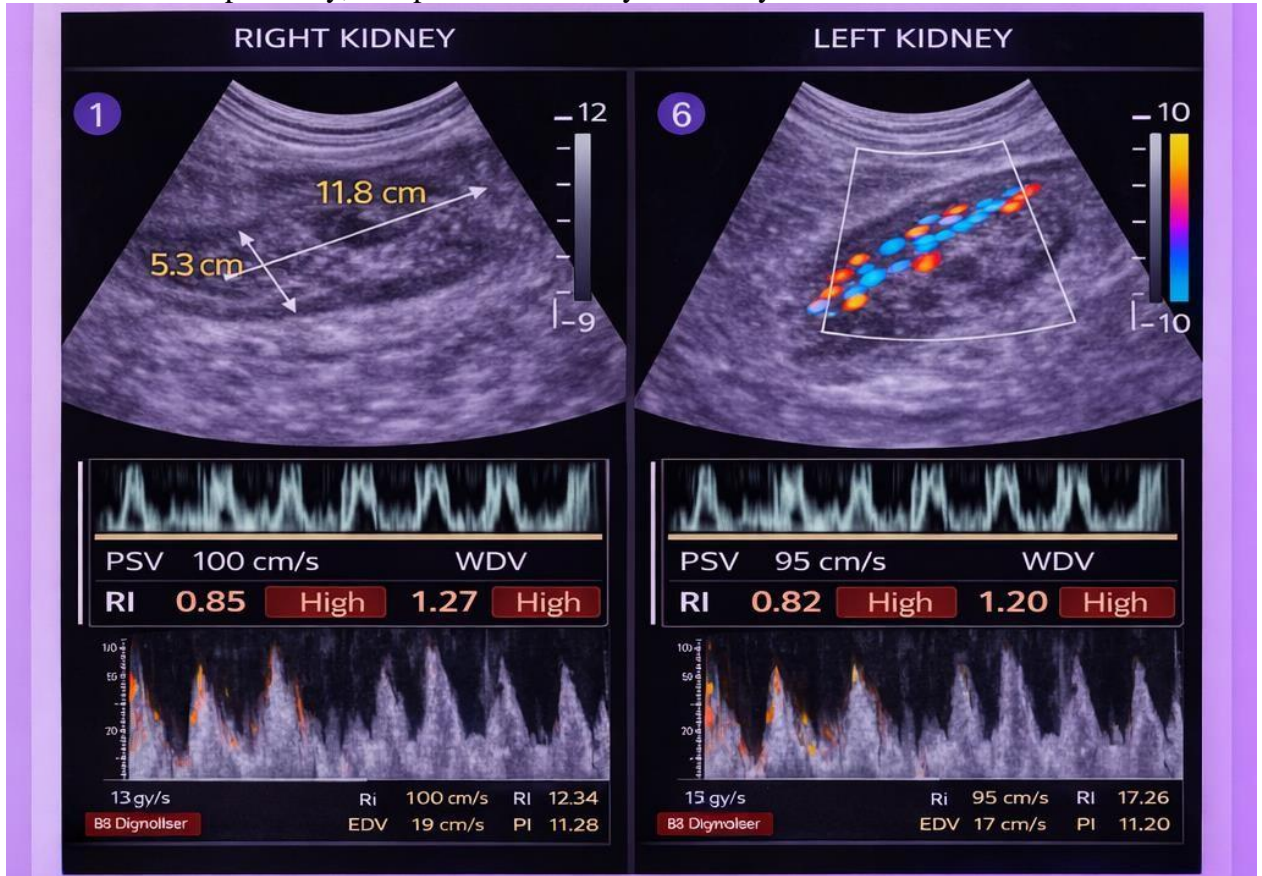 RIGHT KIDNEY
1
12
11.8 cm
5.3 cm
-9
PSV 100 cm/s WDV
RI 0.85 High 1.27 High
20
13 gy/s
Ri 100 cm/s RI 12.34
B8 Dignollser
EDV 19 cm/s PI 11.28
LEFT KIDNEY
6
10
-10
PSV 95 cm/s WDV
RI 0.82 High 1.20 High
20
15 gy/s
Ri 95 cm/s RI 17.26
EDV 17 cm/s PI 11.20